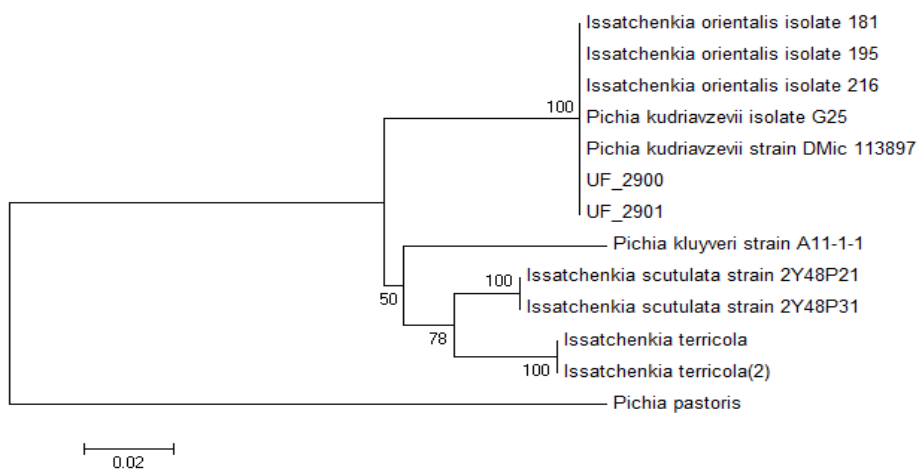 Issatchenkia orientalis isolate 181
Issatchenkia orientalis isolate 195
Issatchenkia orientalis isolate 216
100
Pichia kudriavzevii isolate G25
Pichia kudriavzevii strain DMic 113897
UF_2900
UF_2901
Pichia kluyveri strain A11-1-1
Issatchenkia scutulata strain 2Y48P21
100
50
Issatchenkia scutulata strain 2Y48P31
78
Issatchenkia terricola
100
Issatchenkia terricola(2)
Pichia pastoris
0.02